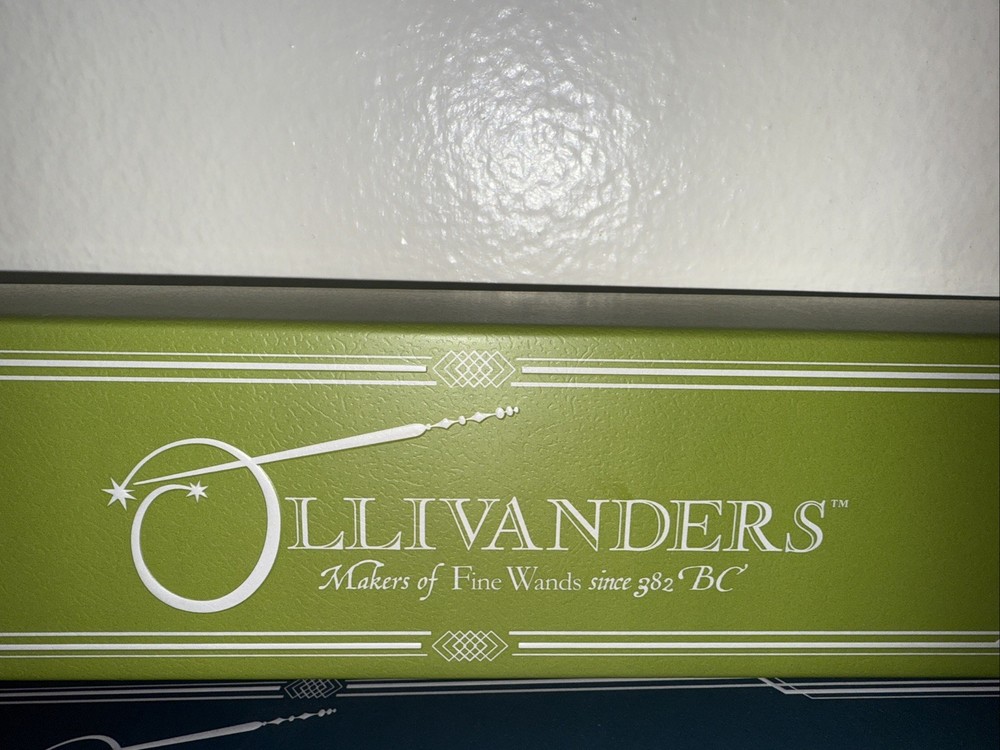 OLLIVANDERS™
Makers of Fine Wands since 382 BC